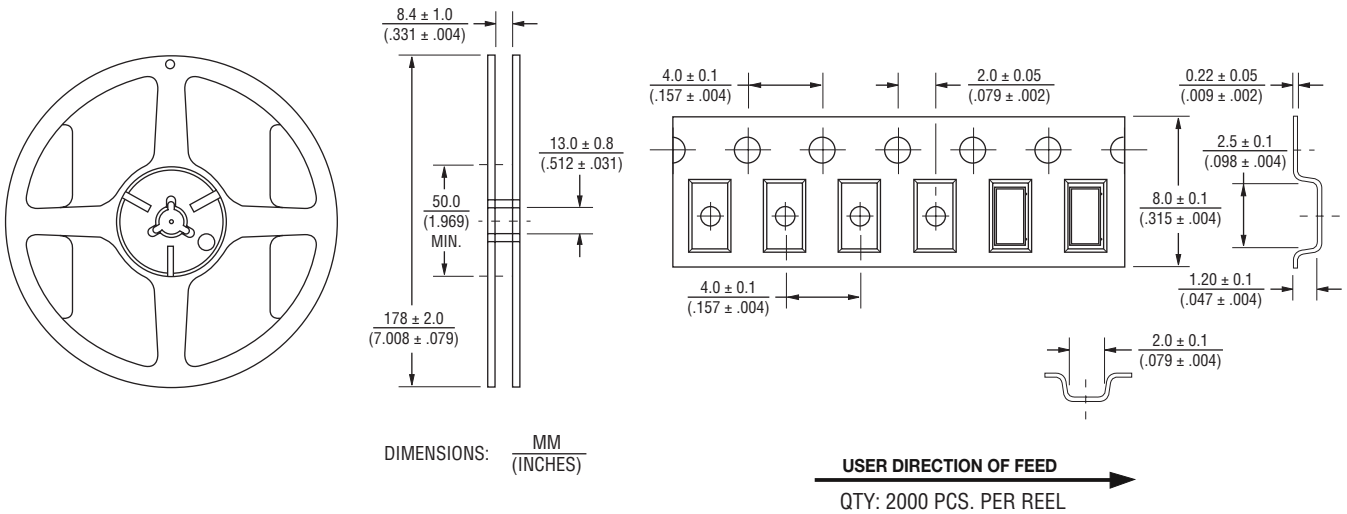 8.4 ± 1.0
(.331 ± .004)
4.0 ± 0.1
(.157 ± .004)
2.0 ± 0.05
(.079 ± .002)
0.22 ± 0.05
(.009 ± .002)
13.0 ± 0.8
(.512 ± .031)
2.5 ± 0.1
(.098 ± .004)
50.0
(1.969)
MIN.
8.0 ± 0.1
(.315 ± .004)
4.0 ± 0.1
(.157 ± .004)
1.20 ± 0.1
(.047 ± .004)
178 ± 2.0
(7.008 ± .079)
2.0 ± 0.1
(.079 ± .004)
DIMENSIONS: MM
(INCHES)
USER DIRECTION OF FEED
QTY: 2000 PCS. PER REEL